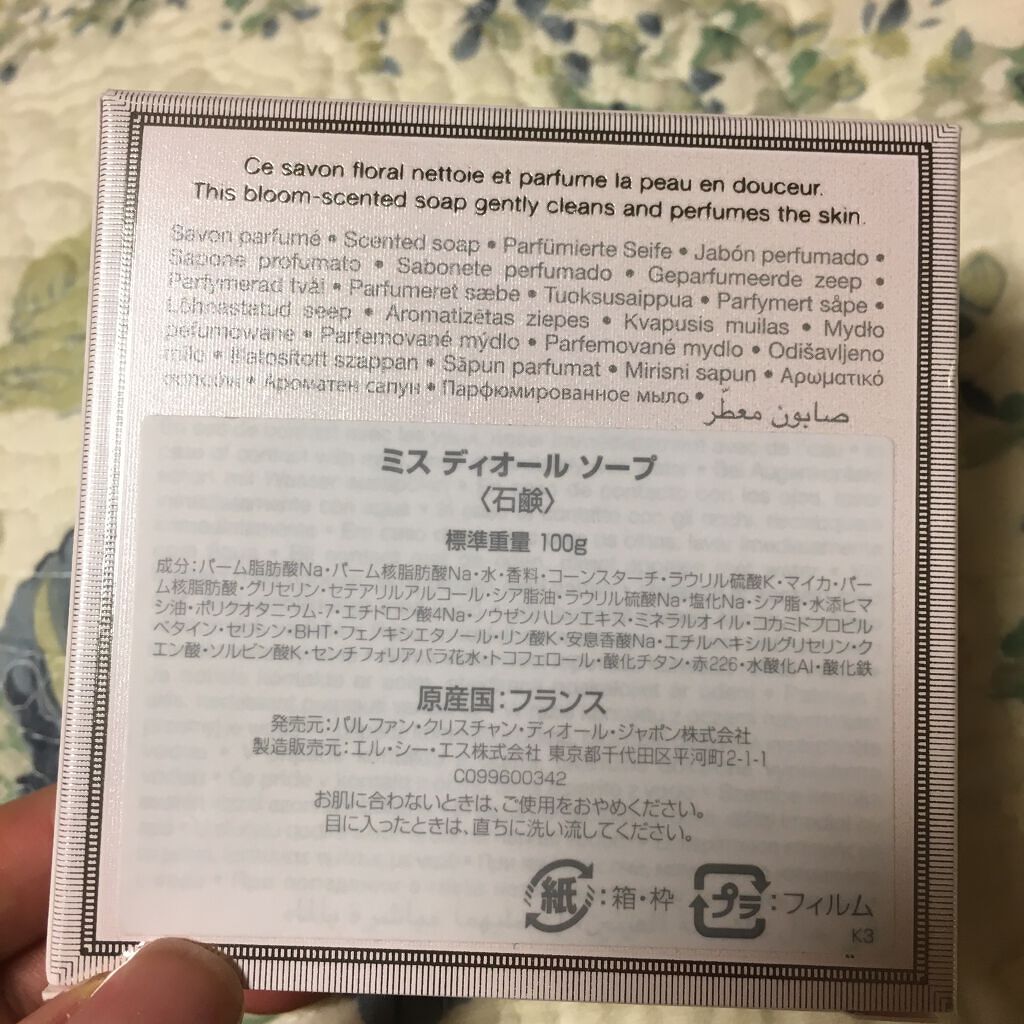 Ce savon floral nettoie et parfume la peau en douceur.
This bloom-scented soap gently cleans and perfumes the skin.
Savon parfumé • Scented soap • Parfümierte Seife • Jabón perfumado •
Sapone profumato • Sabonete perfumado • Geparfumeerde zeep •
Parfymerad tvål • Parfumeret sæbe • Tuoksusaippua • Parfymert såpe •
Lõhnastatud seep • Aromatizētas ziepes • Kvapusis muilas • Mydło
perfumowane • Parfemované mýdlo • Parfemované mydlo • Odišavljeno
milo • Illatosított szappan • Săpun parfumat • Mirisni sapun • Αρωματικό
σαπούνι • Ароматен сапун • Парфюмированное мыло •
صابون معطّر
ミス ディオール ソープ
〈石鹸〉
標準重量 100g
成分:パーム脂肪酸Na・パーム核脂肪酸Na・水・香料・コーンスターチ・ラウリル硫酸K・マイカ・パー
ム核脂肪酸・グリセリン・セテアリルアルコール・シア脂油・ラウリル硫酸Na・塩化Na・シア脂・水添ヒマ
シ油・ポリクオタニウム-7・エチドロン酸4Na・ノウゼンハレンエキス・ミネラルオイル・コカミドプロピル
ベタイン・セリシン・BHT・フェノキシエタノール・リン酸K・安息香酸Na・エチルヘキシルグリセリン・ク
エン酸・ソルビン酸K・センチフォリアバラ花水・トコフェロール・酸化チタン・赤226・水酸化Al・酸化鉄
原産国:フランス
発売元:パルファン・クリスチャン・ディオール・ジャポン株式会社
製造販売元:エル・シー・エス株式会社 東京都千代田区平河町2-1-1
C099600342
お肌に合わないときは、ご使用をおやめください。
目に入ったときは、直ちに洗い流してください。
紙:箱・枠 プラ:フィルム
K3